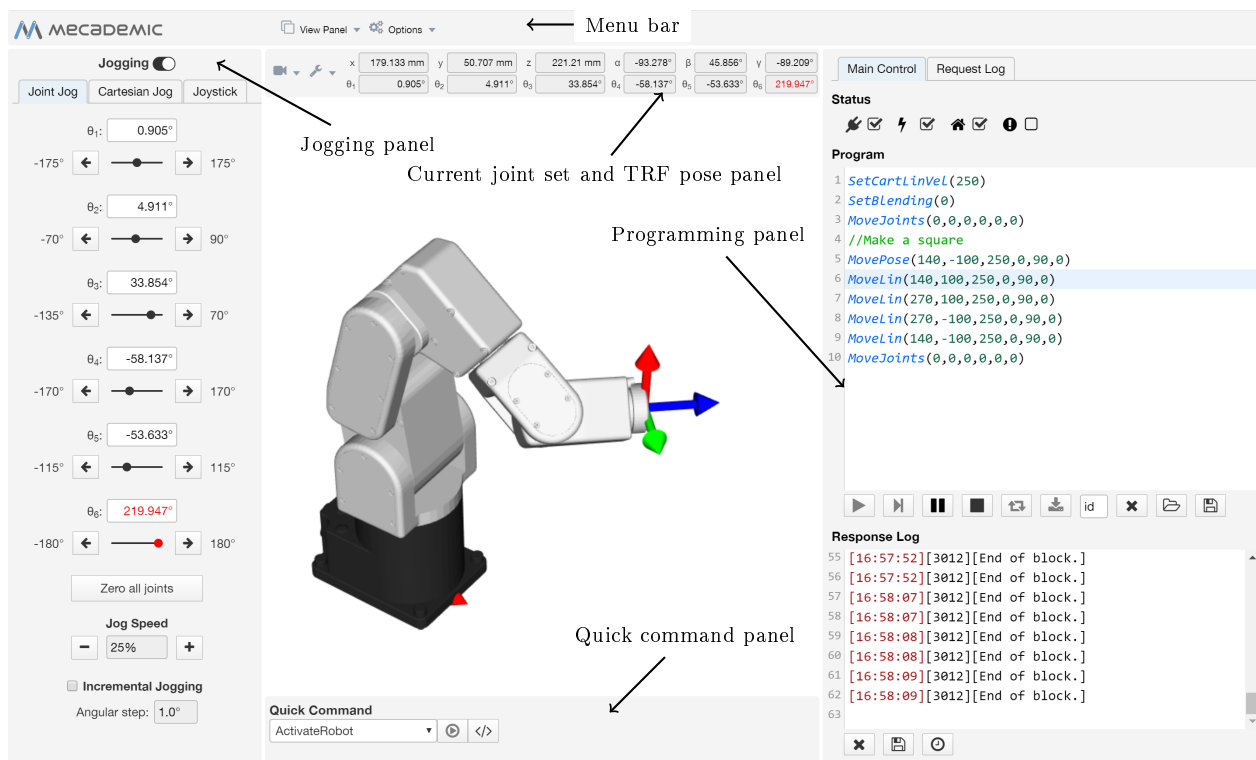 MECADEMIC
View Panel
Options
Menu bar
Jogging
Joint Jog
Cartesian Jog
Joystick
θ1: 0.905°
-175° 175°
θ2: 4.911°
-70° 90°
θ3: 33.854°
-135° 70°
θ4: -58.137°
-170° 170°
θ5: -53.633°
-115° 115°
θ6: 219.947°
-180° 180°
Zero all joints
Jog Speed
25%
Incremental Jogging
Angular step: 1.0°
x 179.133 mm y 50.707 mm z 221.21 mm α -93.278° β 45.856° γ -89.209°
θ1 0.905° θ2 4.911° θ3 33.854° θ4 -58.137° θ5 -53.633° θ6 219.947°
Jogging panel
Current joint set and TRF pose panel
Programming panel
Quick command panel
Quick Command
ActivateRobot
</>
Main Control
Request Log
Status
Program
1 SetCartLinVel(250)
2 SetBlending(0)
3 MoveJoints(0,0,0,0,0,0)
4 //Make a square
5 MovePose(140,-100,250,0,90,0)
6 MoveLin(140,100,250,0,90,0)
7 MoveLin(270,100,250,0,90,0)
8 MoveLin(270,-100,250,0,90,0)
9 MoveLin(140,-100,250,0,90,0)
10 MoveJoints(0,0,0,0,0,0)
id
Response Log
55 [16:57:52][3012][End of block.]
56 [16:57:52][3012][End of block.]
57 [16:58:07][3012][End of block.]
58 [16:58:07][3012][End of block.]
59 [16:58:08][3012][End of block.]
60 [16:58:08][3012][End of block.]
61 [16:58:09][3012][End of block.]
62 [16:58:09][3012][End of block.]
63